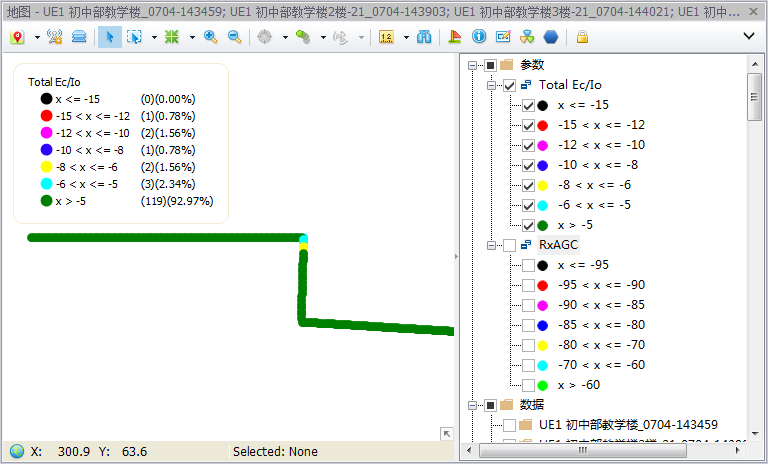 地图 - UE1 初中部教学楼_0704-143459; UE1 初中部教学楼2楼-21_0704-143903; UE1 初中部教学楼3楼-21_0704-144021; UE1 初中...
1.2
Total Ec/Io
x <= -15 (0)(0.00%)
-15 < x <= -12 (1)(0.78%)
-12 < x <= -10 (2)(1.56%)
-10 < x <= -8 (1)(0.78%)
-8 < x <= -6 (2)(1.56%)
-6 < x <= -5 (3)(2.34%)
x > -5 (119)(92.97%)
参数
Total Ec/Io
x <= -15
-15 < x <= -12
-12 < x <= -10
-10 < x <= -8
-8 < x <= -6
-6 < x <= -5
x > -5
RxAGC
x <= -95
-95 < x <= -90
-90 < x <= -85
-85 < x <= -80
-80 < x <= -70
-70 < x <= -60
x > -60
数据
UE1 初中部教学楼_0704-143459
X: 300.9 Y: 63.6 Selected: None